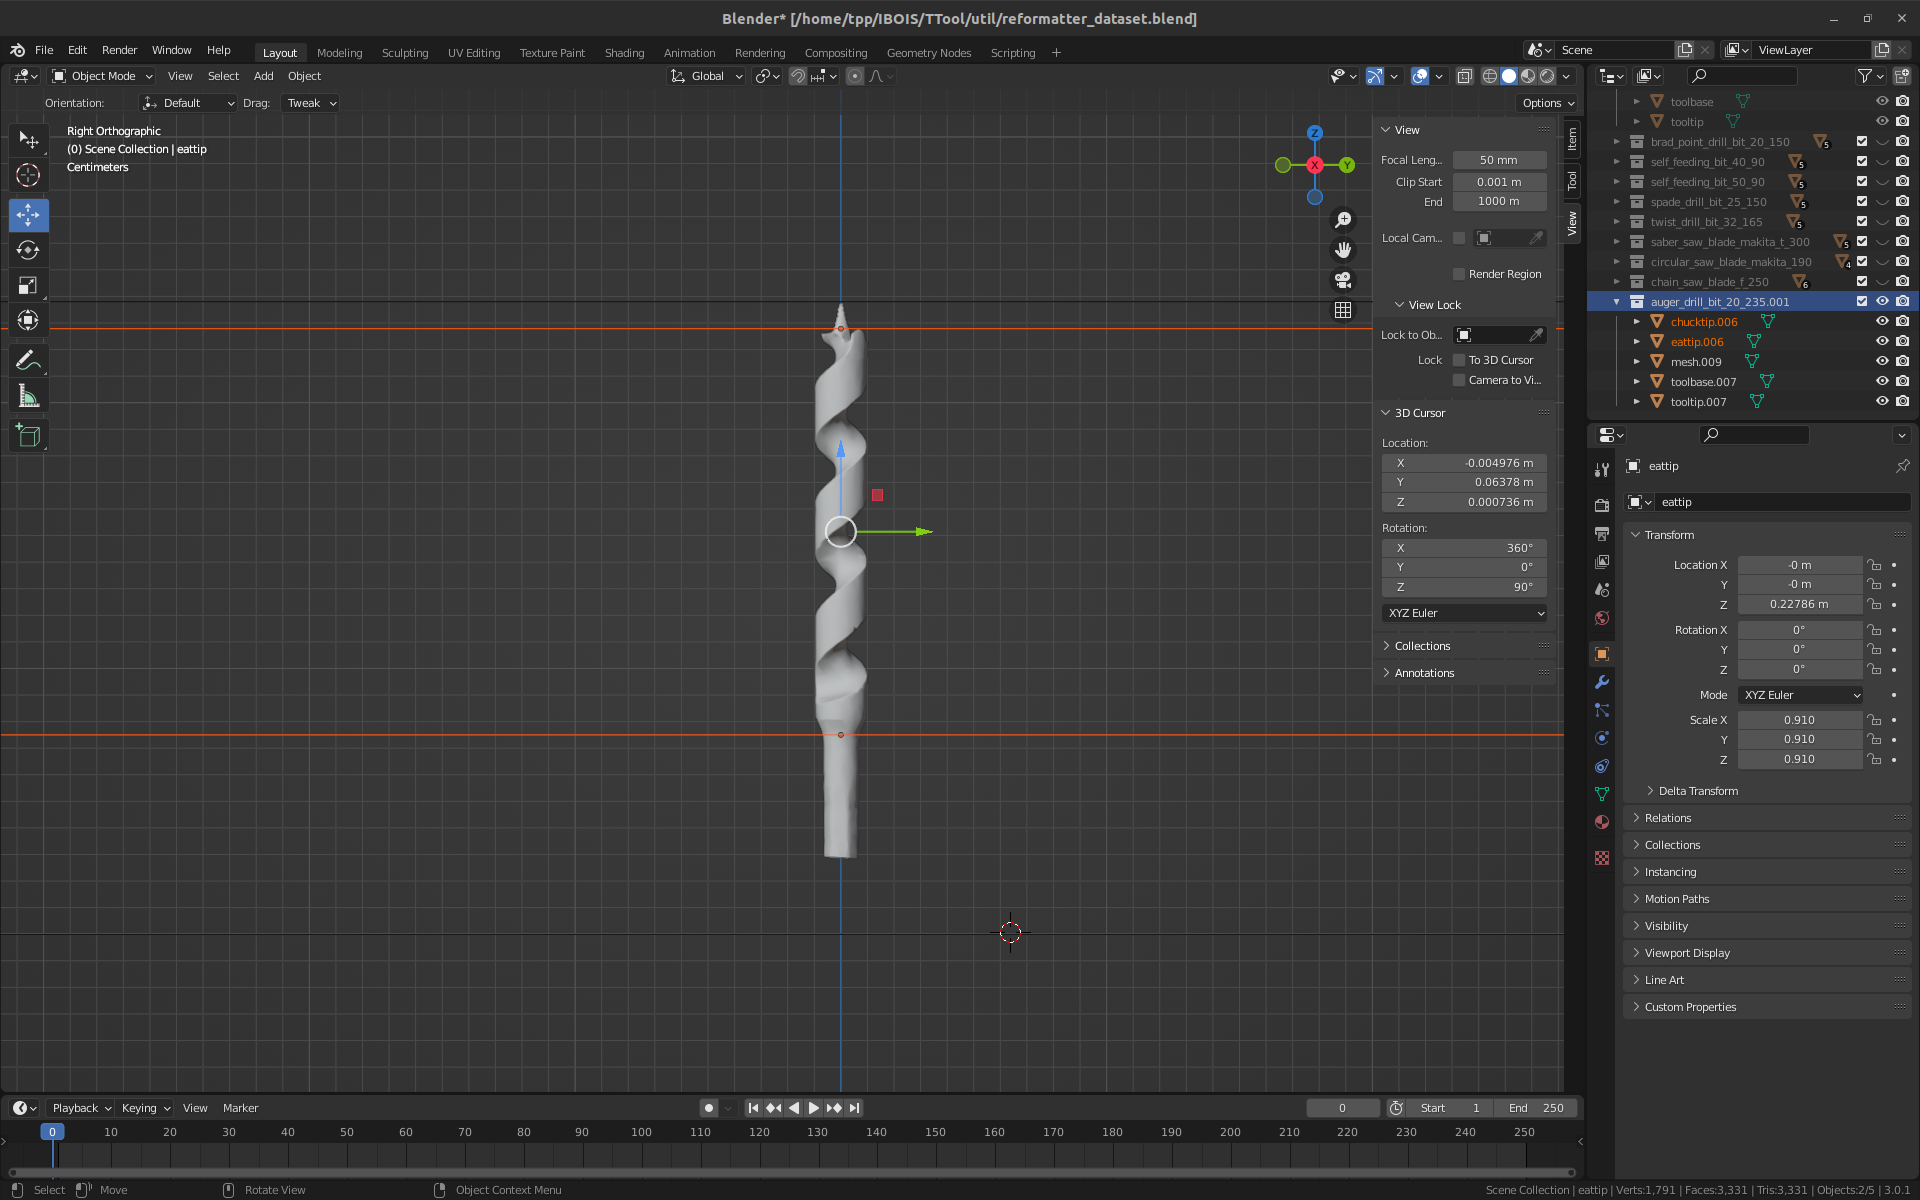 Blender* [/home/tpp/IBOIS/TTool/util/reformatter_dataset.blend]
File Edit Render Window Help Layout Modeling Sculpting UV Editing Texture Paint Shading Animation Rendering Compositing Geometry Nodes Scripting + Scene ViewLayer
Object Mode View Select Add Object Global
Orientation: Default Drag: Tweak Options
Right Orthographic
(0) Scene Collection | eattip
Centimeters
Z
X
Y
View
Focal Leng... 50 mm
Clip Start 0.001 m
End 1000 m
Local Cam...
Render Region
View Lock
Lock to Ob...
Lock To 3D Cursor
Camera to Vi...
3D Cursor
Location:
X -0.004976 m
Y 0.06378 m
Z 0.000736 m
Rotation:
X 360°
Y 0°
Z 90°
XYZ Euler
Collections
Annotations
Item
Tool
View
toolbase
tooltip
brad_point_drill_bit_20_150 5
self_feeding_bit_40_90 5
self_feeding_bit_50_90 5
spade_drill_bit_25_150 5
twist_drill_bit_32_165 5
saber_saw_blade_makita_t_300 5
circular_saw_blade_makita_190 4
chain_saw_blade_f_250 6
auger_drill_bit_20_235.001
chucktip.006
eattip.006
mesh.009
toolbase.007
tooltip.007
eattip
eattip
Transform
Location X -0 m
Y -0 m
Z 0.22786 m
Rotation X 0°
Y 0°
Z 0°
Mode XYZ Euler
Scale X 0.910
Y 0.910
Z 0.910
Delta Transform
Relations
Collections
Instancing
Motion Paths
Visibility
Viewport Display
Line Art
Custom Properties
Playback Keying View Marker 0 Start 1 End 250
0 10 20 30 40 50 60 70 80 90 100 110 120 130 140 150 160 170 180 190 200 210 220 230 240 250
Select Move Rotate View Object Context Menu Scene Collection | eattip | Verts:1,791 | Faces:3,331 | Tris:3,331 | Objects:2/5 | 3.0.1